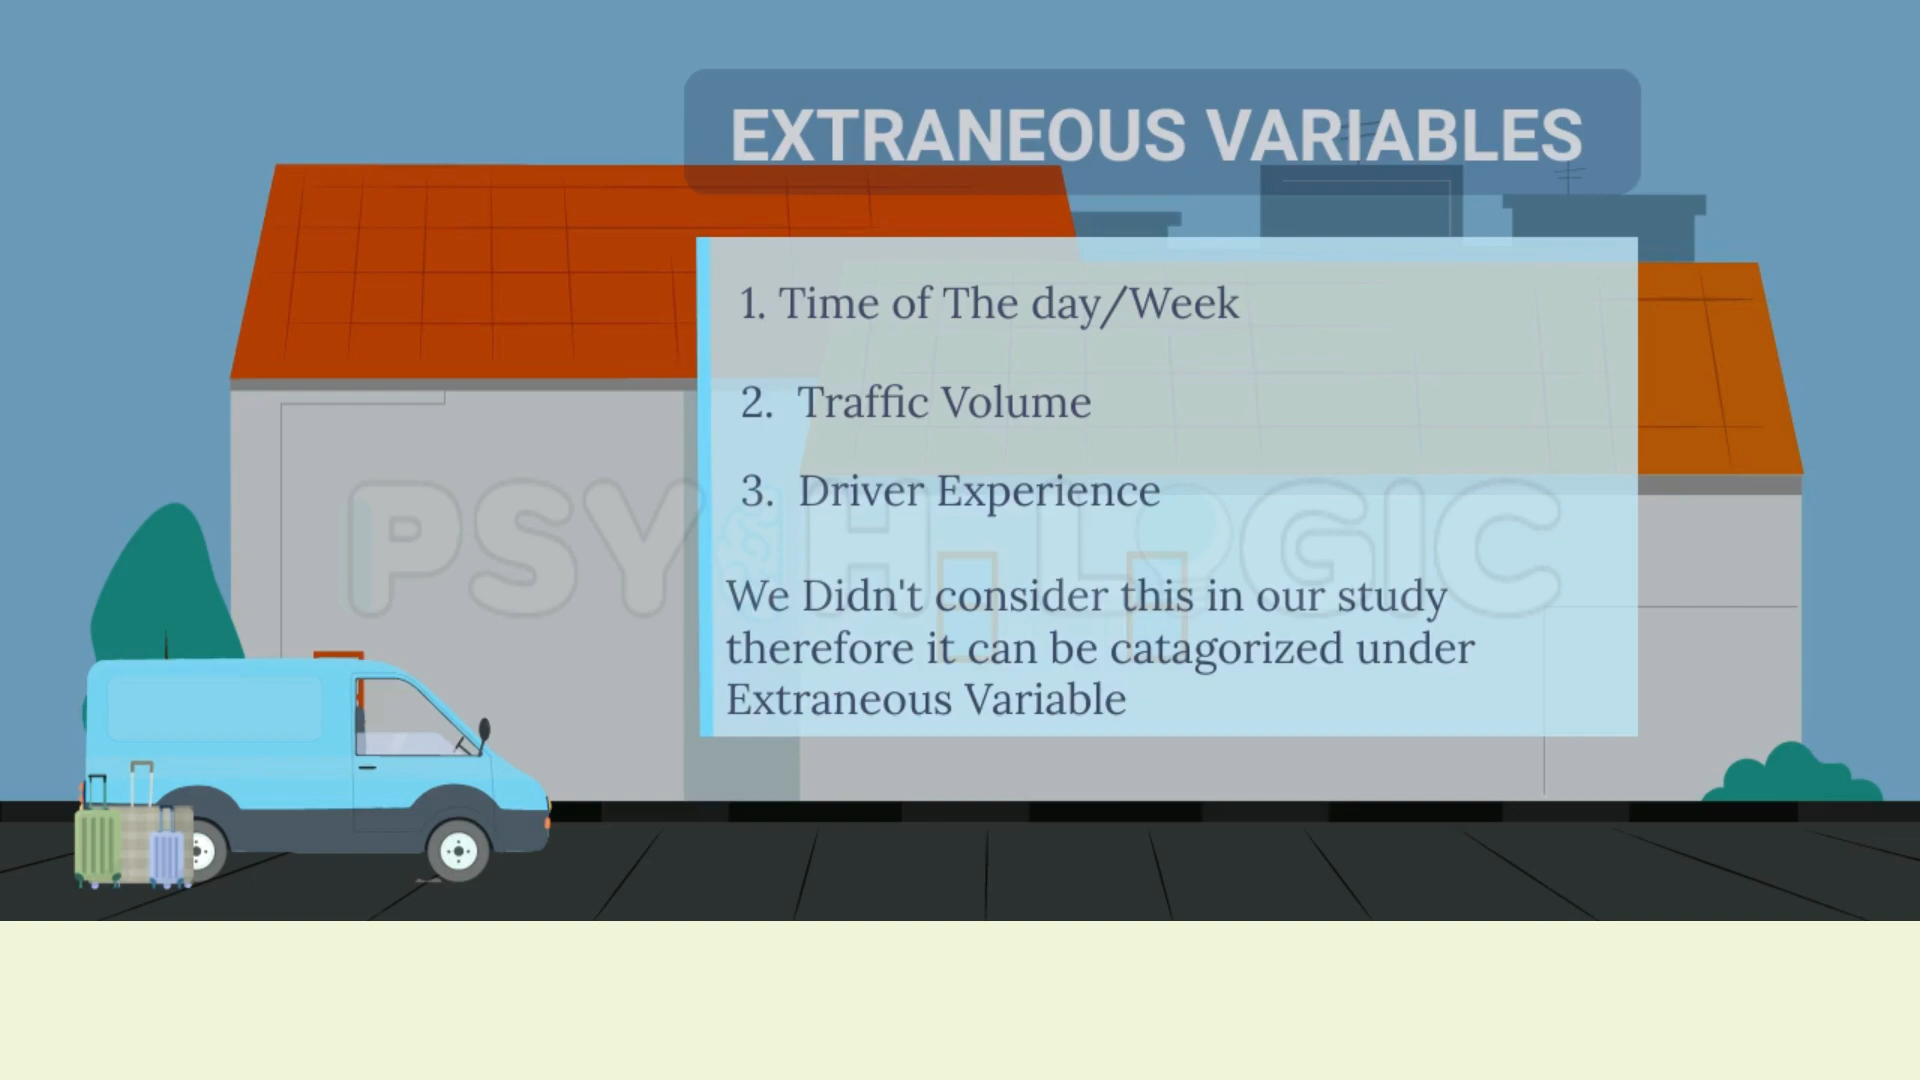 EXTRANEOUS VARIABLES
1. Time of The day/Week
2. Traffic Volume
3. Driver Experience
PSYCHOLOGIC
We Didn't consider this in our study
therefore it can be catagorized under
Extraneous Variable